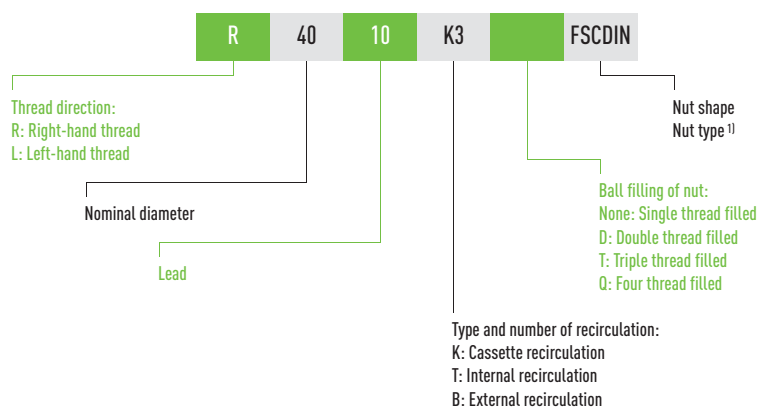 R 40 10 K3 FSCDIN
Thread direction:
R: Right-hand thread
L: Left-hand thread
Nut shape
Nut type 1)
Nominal diameter
Ball filling of nut:
None: Single thread filled
D: Double thread filled
T: Triple thread filled
Q: Four thread filled
Lead
Type and number of recirculation:
K: Cassette recirculation
T: Internal recirculation
B: External recirculation